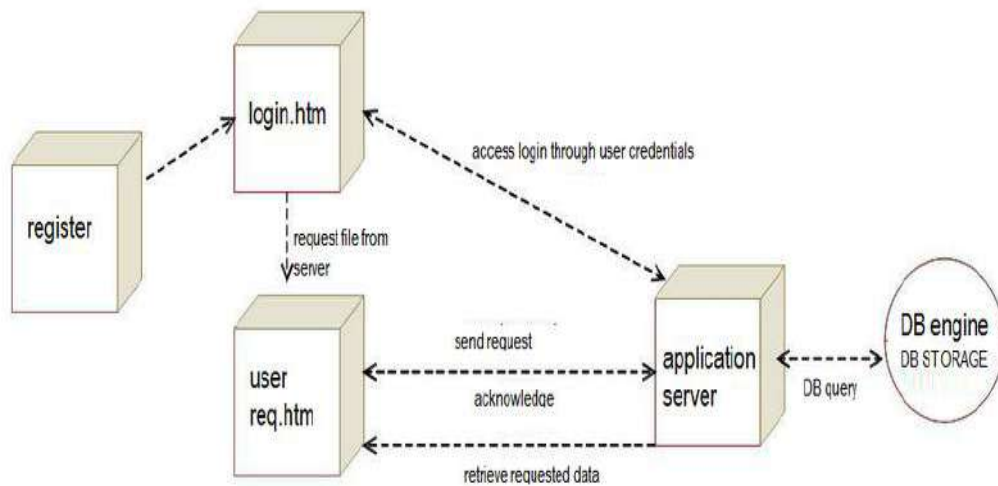 login.htm
access login through user credentials
register
request file from
server
DB engine
DB STORAGE
send request
application
server
user
req.htm
DB query
acknowledge
retrieve requested data